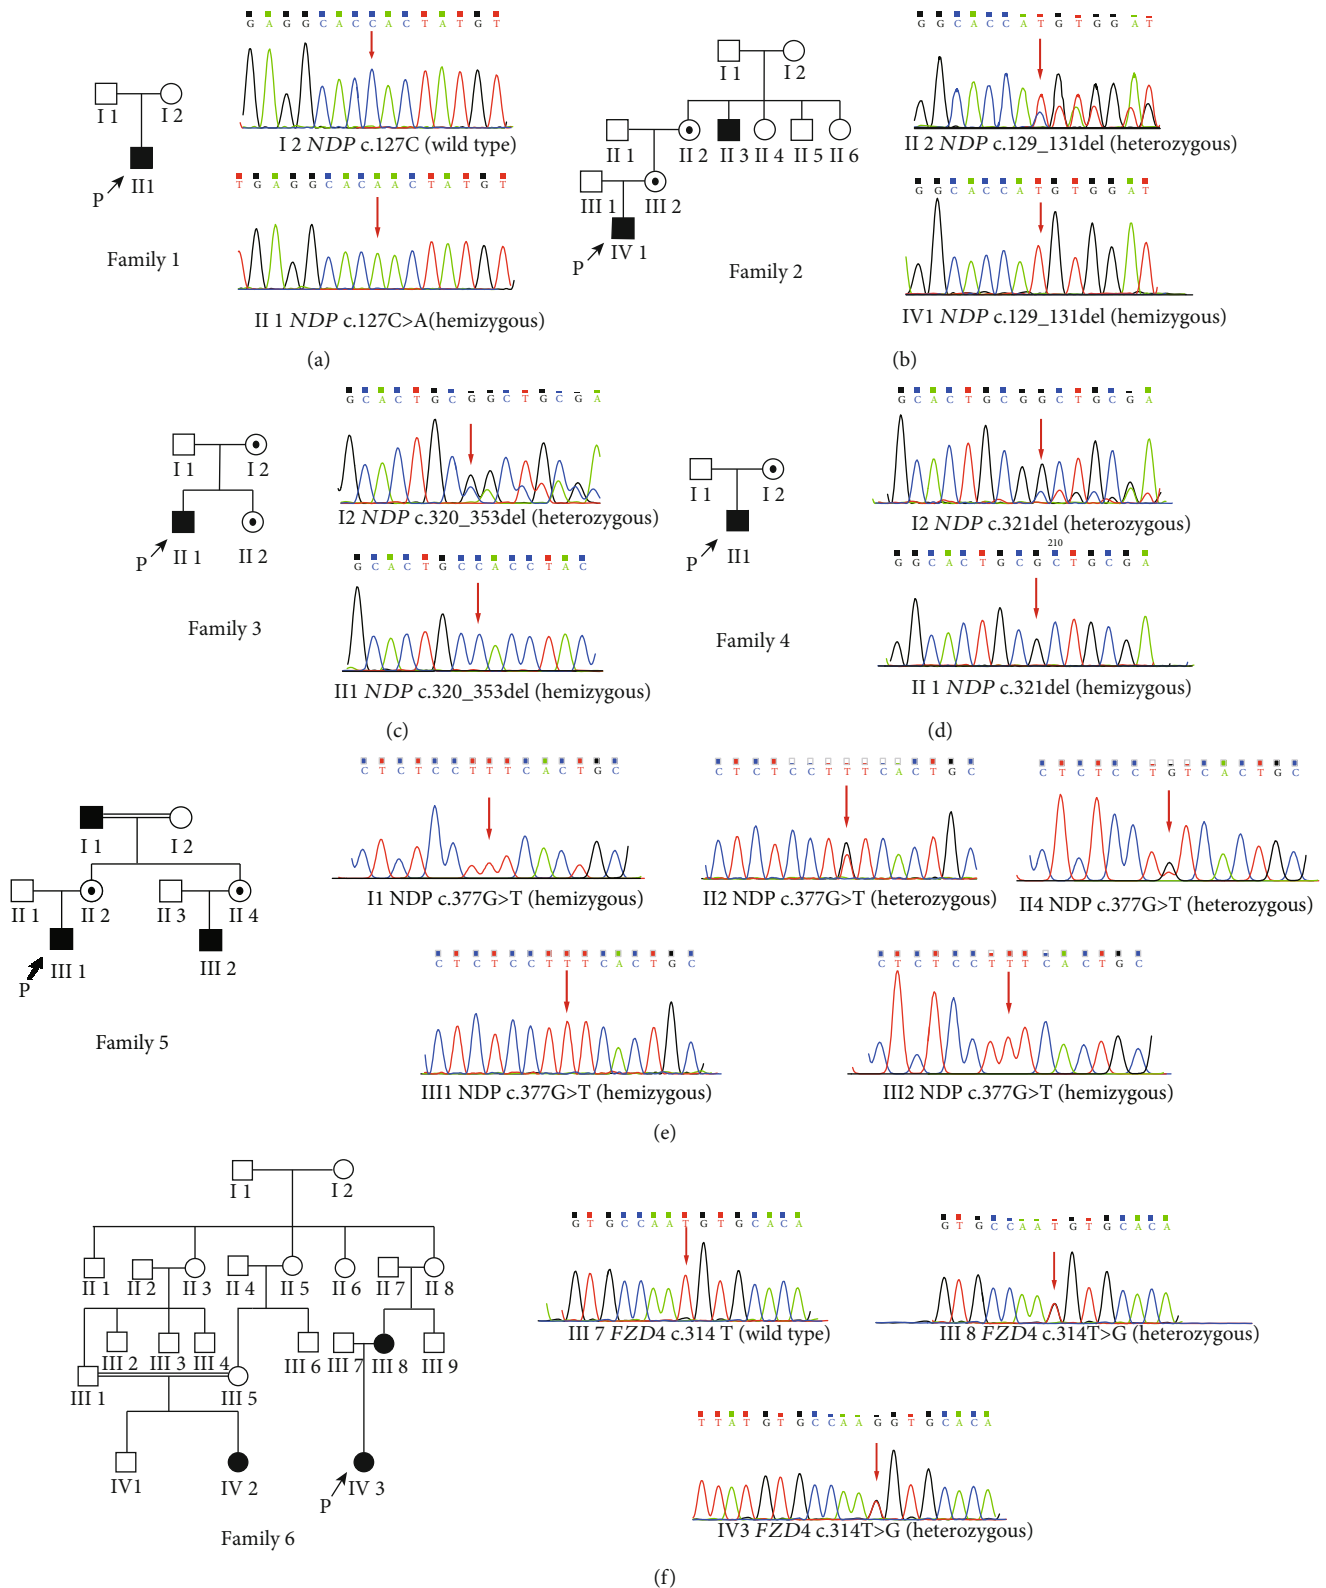 G A G G C A C C A C T A T G T
I 1
I 2
II1
P
I 2 NDP c.127C (wild type)
T G A G G C A C A A C T A T G T
Family 1
II 1 NDP c.127C>A(hemizygous)
(a)
G G C A C C A T G T G G A T
I 1
I 2
II 1
II 2
II 3
II 4
II 5
II 6
III 1
III 2
P
IV 1
Family 2
II 2 NDP c.129_131del (heterozygous)
G G C A C C A T G T G G A T
IV1 NDP c.129_131del (hemizygous)
(b)
G C A C T G C G G C T G C G A
I 1
I 2
P
II 1
II 2
Family 3
I2 NDP c.320_353del (heterozygous)
G C A C T G C C A C C T A C
II1 NDP c.320_353del (hemizygous)
(c)
G C A C T G C G G C T G C G A
I 1
I 2
P
II1
Family 4
I2 NDP c.321del (heterozygous)
210
G G C A C T G C G C T G C G A
II 1 NDP c.321del (hemizygous)
(d)
C T C T C C T T T C A C T G C
C T C T C C T T T C A C T G C
C T C T C C T G T C A C T G C
I 1
I 2
II 1
II 2
II 3
II 4
P
III 1
III 2
Family 5
I1 NDP c.377G>T (hemizygous)
II2 NDP c.377G>T (heterozygous)
II4 NDP c.377G>T (heterozygous)
C T C T C C T T T C A C T G C
C T C T C C T T T C A C T G C
III1 NDP c.377G>T (hemizygous)
III2 NDP c.377G>T (hemizygous)
(e)
I 1
I 2
II 1
II 2
II 3
II 4
II 5
II 6
II 7
II 8
III 1
III 2
III 3
III 4
III 5
III 6
III 7
III 8
III 9
IV1
IV 2
P
IV 3
Family 6
G T G C C A A T G T G C A C A
G T G C C A A T G T G C A C A
III 7 FZD4 c.314 T (wild type)
III 8 FZD4 c.314T>G (heterozygous)
T T A T G T G C C A A G G T G C A C A
IV3 FZD4 c.314T>G (heterozygous)
(f)